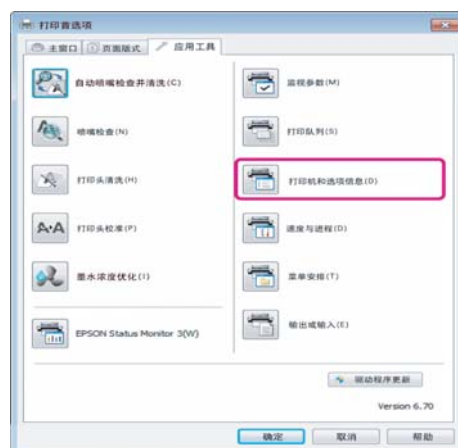 打印首选项
主窗口 页面版式 应用工具
自动喷嘴检查并清洗(C)
监视参数(M)
喷嘴检查(N)
打印队列(S)
打印头清洗(H)
打印机和选项信息(D)
打印头校准(P)
速度与进程(D)
墨水浓度优化(I)
菜单安排(T)
EPSON Status Monitor 3(W)
输出或输入(E)
驱动程序更新
Version 6.70
确定 取消 帮助